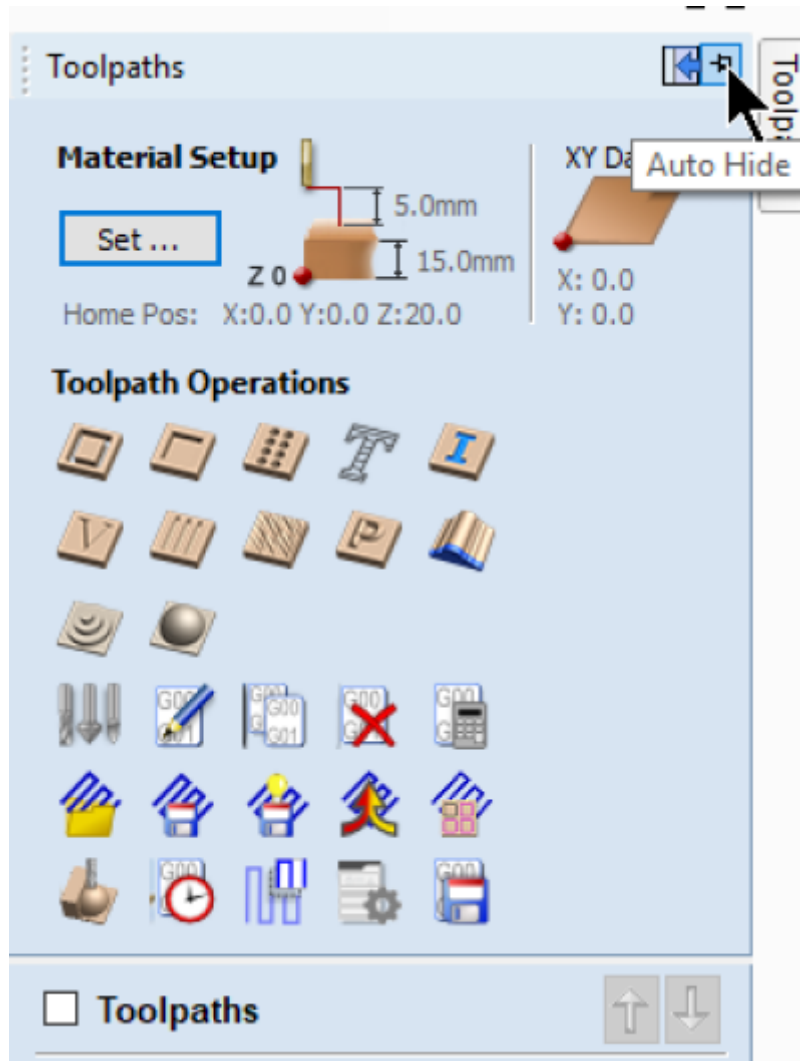 Toolpaths
Toolpa
Auto Hide
Material Setup
XY Da
5.0mm
Set ...
15.0mm
Z 0
X: 0.0
Home Pos: X:0.0 Y:0.0 Z:20.0
Y: 0.0
Toolpath Operations
Toolpaths